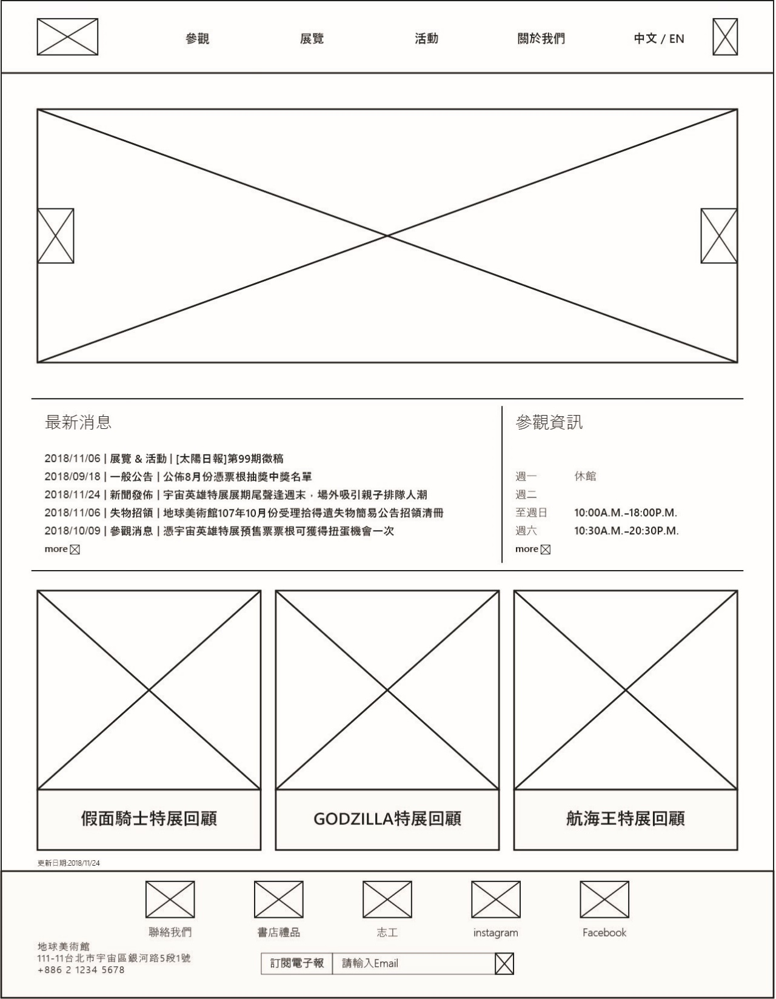 參觀 展覽 活動 關於我們 中文 / EN
最新消息
2018/11/06 | 展覽 & 活動 | [太陽日報]第99期徵稿
2018/09/18 | 一般公告 | 公佈8月份憑票根抽獎中獎名單
2018/11/24 | 新聞發佈 | 宇宙英雄特展展期尾聲逢週末，場外吸引親子排隊人潮
2018/11/06 | 失物招領 | 地球美術館107年10月份受理拾得遺失物簡易公告招領清冊
2018/10/09 | 參觀消息 | 憑宇宙英雄特展預售票票根可獲得扭蛋機會一次
more
參觀資訊
週一 休館
週二
至週日 10:00A.M.–18:00P.M.
週六 10:30A.M.–20:30P.M.
more
假面騎士特展回顧
GODZILLA特展回顧
航海王特展回顧
更新日期:2018/11/24
聯絡我們 書店禮品 志工 instagram Facebook
地球美術館
111-11台北市宇宙區銀河路5段1號
+886 2 1234 5678
訂閱電子報 請輸入Email